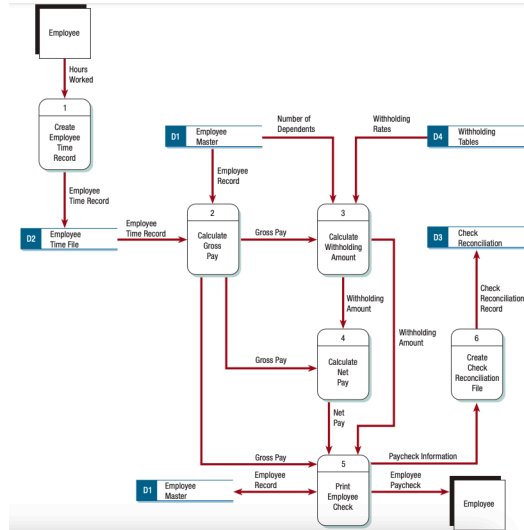 Employee
Hours
Worked
1
Create
Employee
Time
Record
Employee
Time Record
D1 Employee
Master
Number of
Dependents
Withholding
Rates
D4 Withholding
Tables
Employee
Record
D2 Employee
Time File
Employee
Time Record
2
Calculate
Gross
Pay
Gross Pay
3
Calculate
Withholding
Amount
D3 Check
Reconciliation
Withholding
Amount
Withholding
Amount
Check
Reconciliation
Record
Gross Pay
4
Calculate
Net
Pay
6
Create
Check
Reconciliation
File
Net
Pay
Gross Pay
Paycheck Information
D1 Employee
Master
Employee
Record
5
Print
Employee
Check
Employee
Paycheck
Employee